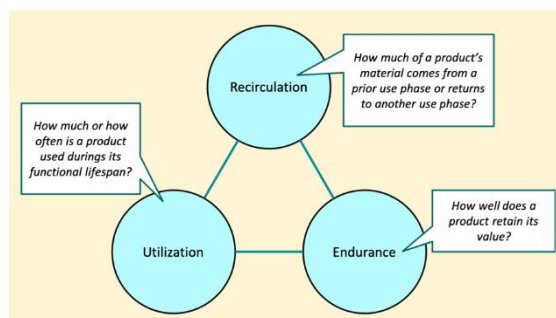 Recirculation
How much of a product's
material comes from a
prior use phase or returns
to another use phase?
How much or how
often is a product
used durings its
functional lifespan?
Utilization
Endurance
How well does a
product retain its
value?